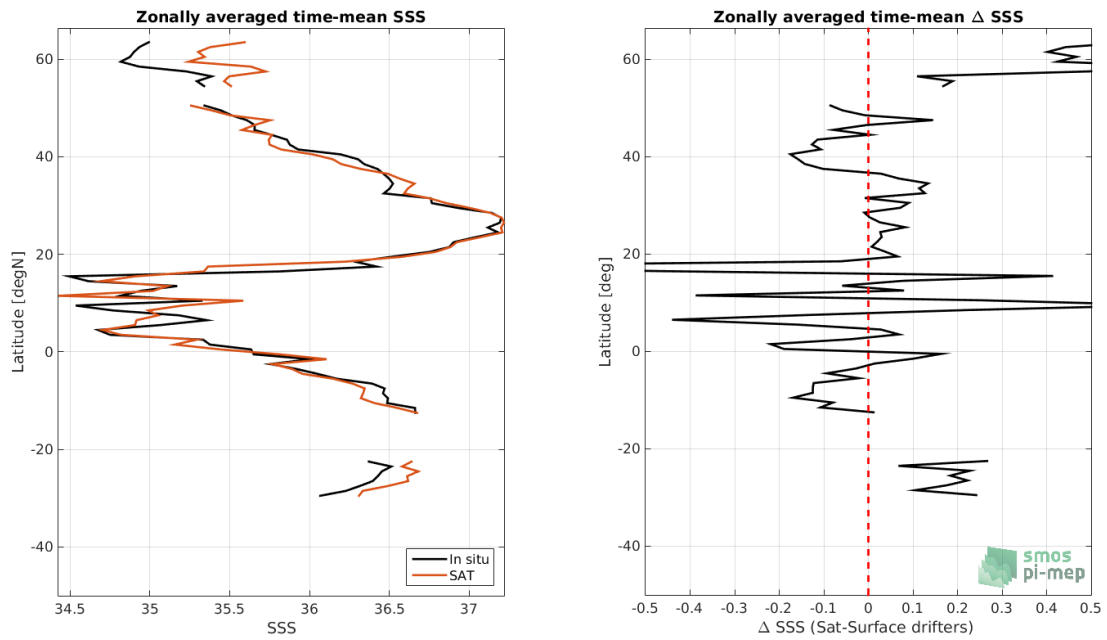 Zonally averaged time-mean SSS
Latitude [degN]
60
40
20
0
-20
-40
34.5 35 35.5 36 36.5 37
SSS
In situ
SAT
Zonally averaged time-mean Δ SSS
Latitude [deg]
60
40
20
0
-20
-40
-0.5 -0.4 -0.3 -0.2 -0.1 0 0.1 0.2 0.3 0.4 0.5
Δ SSS (Sat-Surface drifters)
smos
pi-mep